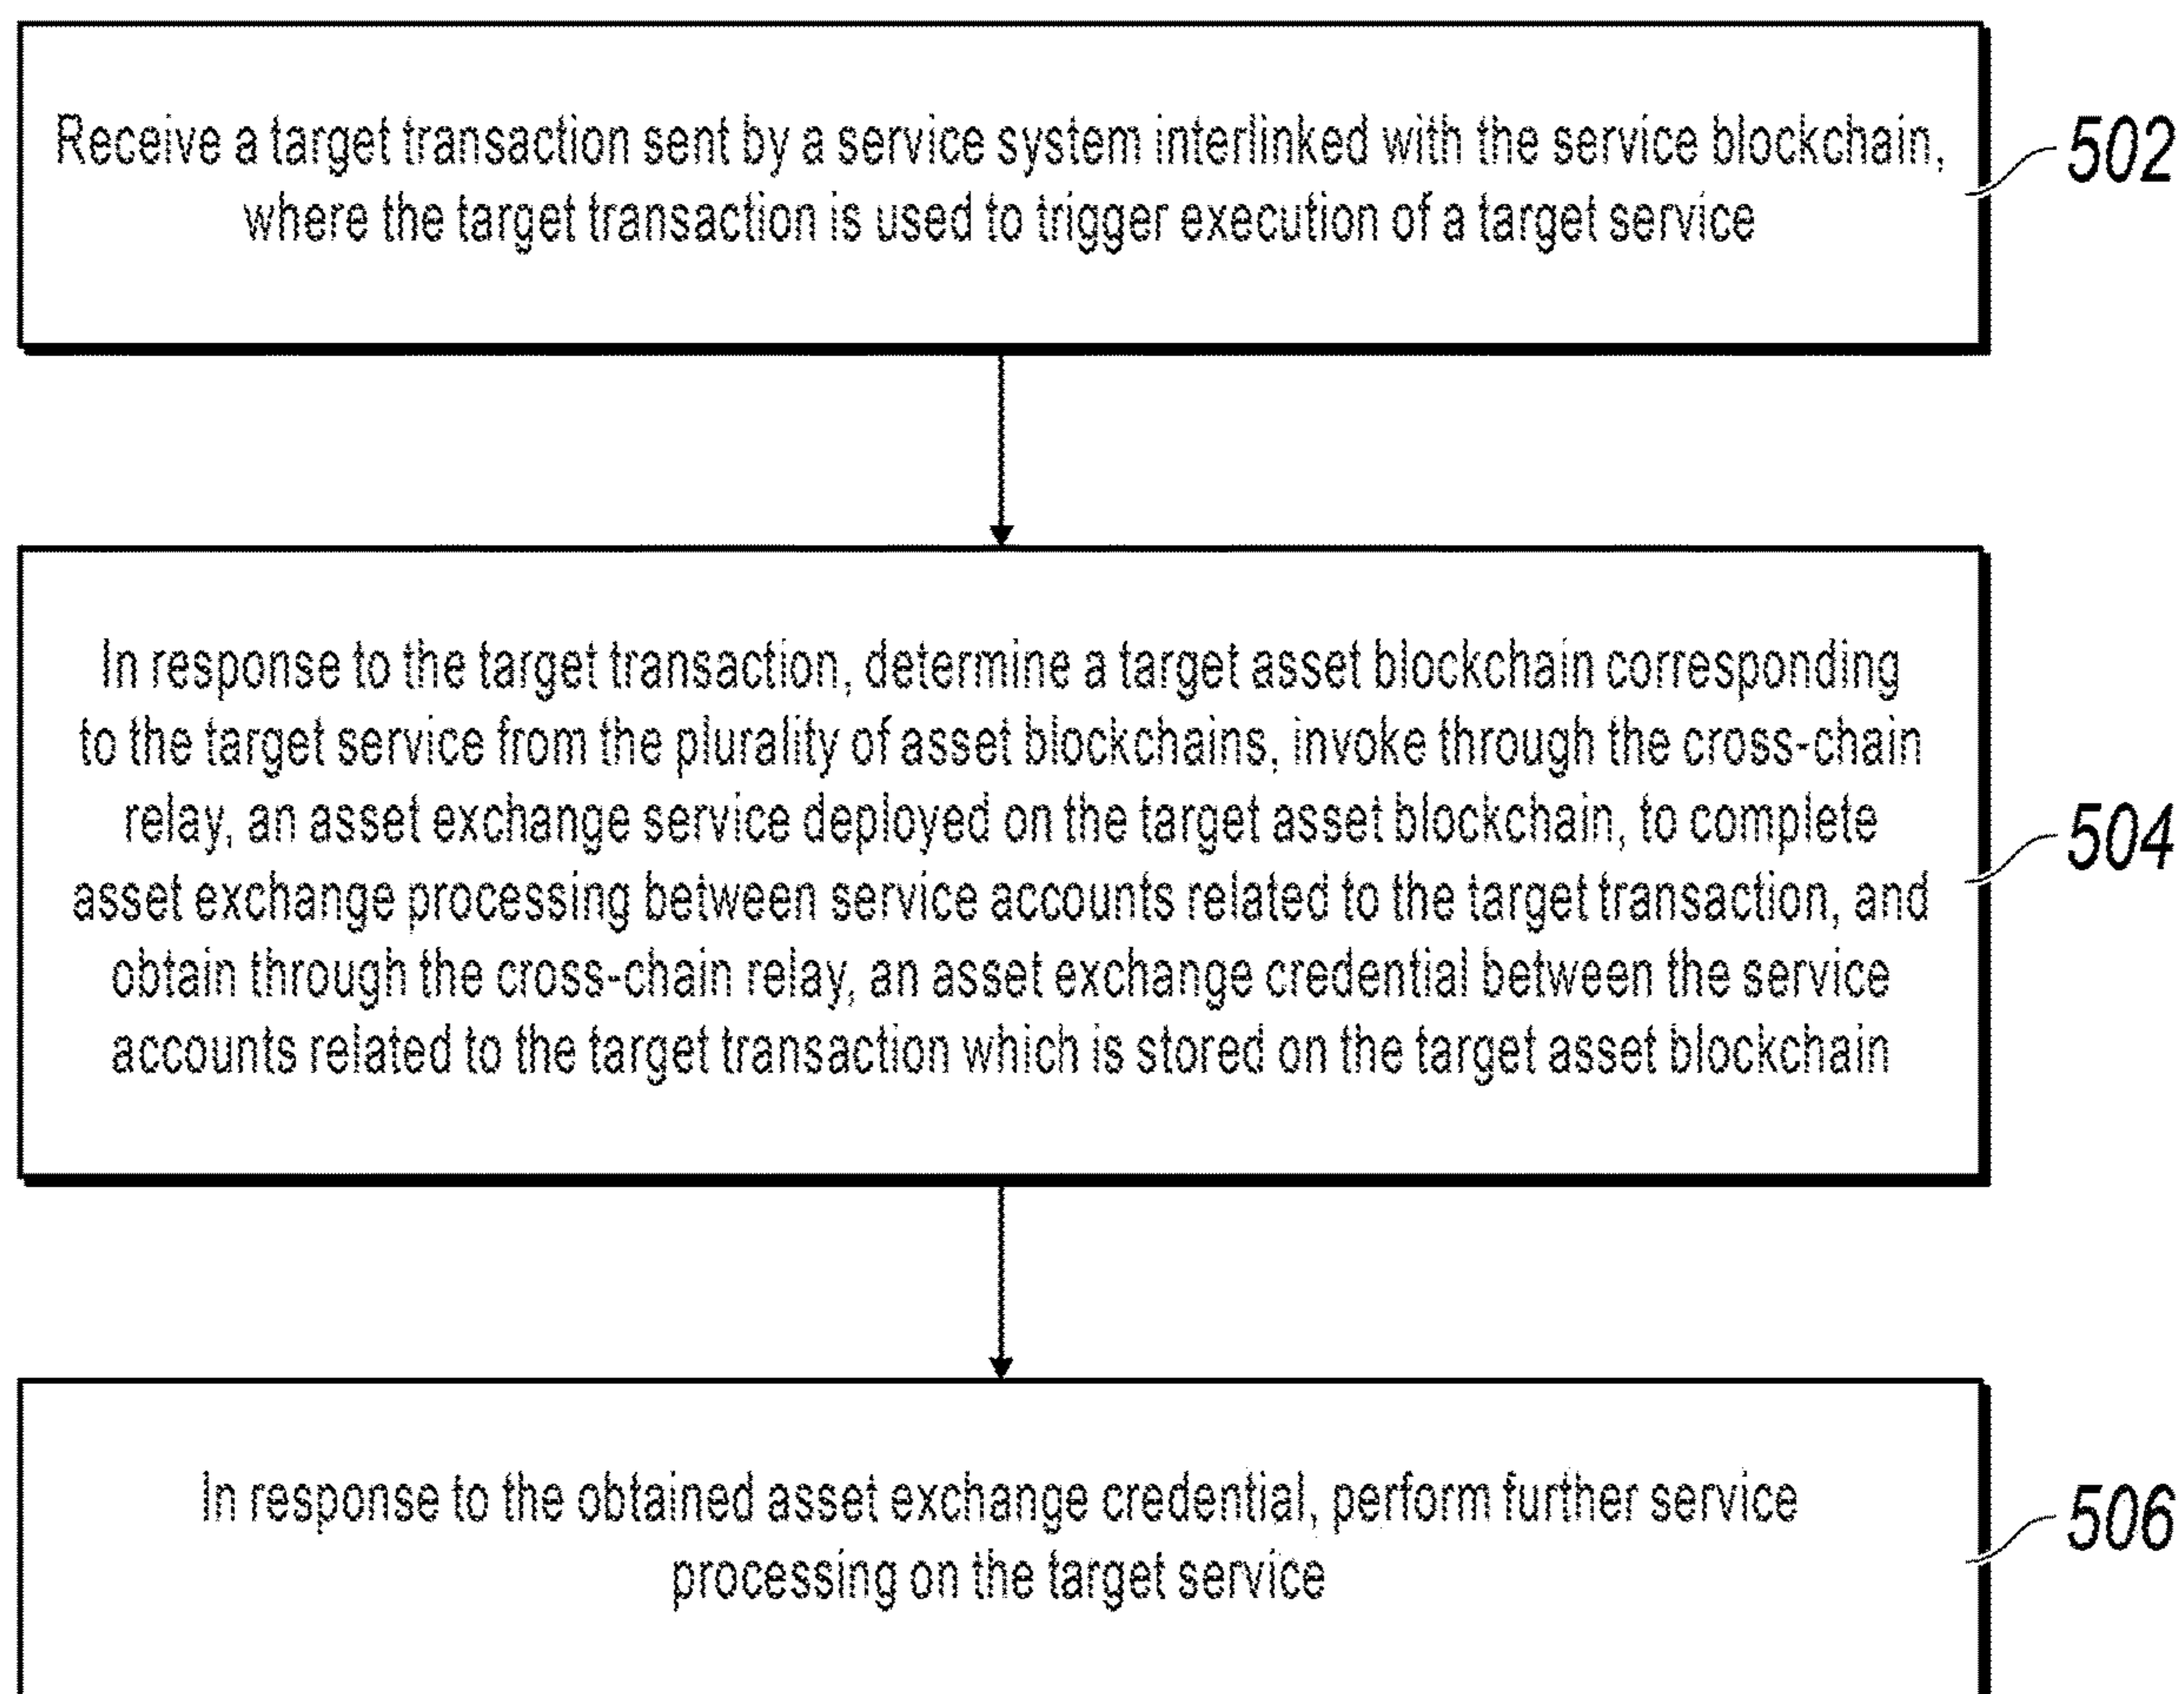 Receive a target transaction sent by a service system interlinked with the service blockchain,
where the target transaction is used to trigger execution of a target service
502
In response to the target transaction, determine a target asset blockchain corresponding
to the target service from the plurality of asset blockchains, invoke through the cross-chain
relay, an asset exchange service deployed on the target asset blockchain, to complete
asset exchange processing between service accounts related to the target transaction, and
obtain through the cross-chain relay, an asset exchange credential between the service
accounts related to the target transaction which is stored on the target asset blockchain
504
In response to the obtained asset exchange credential, perform further service
processing on the target service
506